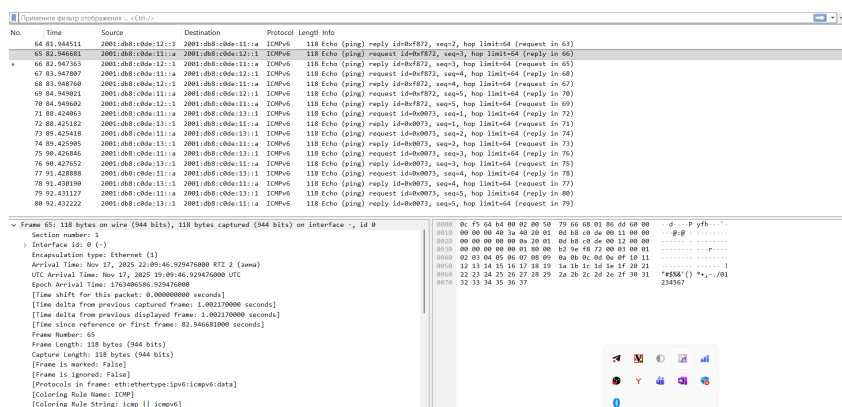 Примените фильтр отображения ... <Ctrl-/>
No. Time Source Destination Protocol Lengtl Info
64 81.944511 2001:db8:c0de:12::1 2001:db8:c0de:11::a ICMPv6 118 Echo (ping) reply id=0xf872, seq=2, hop limit=64 (request in 63)
65 82.946681 2001:db8:c0de:11::a 2001:db8:c0de:12::1 ICMPv6 118 Echo (ping) request id=0xf872, seq=3, hop limit=64 (reply in 66)
66 82.947363 2001:db8:c0de:12::1 2001:db8:c0de:11::a ICMPv6 118 Echo (ping) reply id=0xf872, seq=3, hop limit=64 (request in 65)
67 83.947807 2001:db8:c0de:11::a 2001:db8:c0de:12::1 ICMPv6 118 Echo (ping) request id=0xf872, seq=4, hop limit=64 (reply in 68)
68 83.948760 2001:db8:c0de:12::1 2001:db8:c0de:11::a ICMPv6 118 Echo (ping) reply id=0xf872, seq=4, hop limit=64 (request in 67)
69 84.949021 2001:db8:c0de:11::a 2001:db8:c0de:12::1 ICMPv6 118 Echo (ping) request id=0xf872, seq=5, hop limit=64 (reply in 70)
70 84.949602 2001:db8:c0de:12::1 2001:db8:c0de:11::a ICMPv6 118 Echo (ping) reply id=0xf872, seq=5, hop limit=64 (request in 69)
71 88.424063 2001:db8:c0de:11::a 2001:db8:c0de:13::1 ICMPv6 118 Echo (ping) request id=0x0073, seq=1, hop limit=64 (reply in 72)
72 88.425182 2001:db8:c0de:13::1 2001:db8:c0de:11::a ICMPv6 118 Echo (ping) reply id=0x0073, seq=1, hop limit=64 (request in 71)
73 89.425418 2001:db8:c0de:11::a 2001:db8:c0de:13::1 ICMPv6 118 Echo (ping) request id=0x0073, seq=2, hop limit=64 (reply in 74)
74 89.425905 2001:db8:c0de:13::1 2001:db8:c0de:11::a ICMPv6 118 Echo (ping) reply id=0x0073, seq=2, hop limit=64 (request in 73)
75 90.426846 2001:db8:c0de:11::a 2001:db8:c0de:13::1 ICMPv6 118 Echo (ping) request id=0x0073, seq=3, hop limit=64 (reply in 76)
76 90.427652 2001:db8:c0de:13::1 2001:db8:c0de:11::a ICMPv6 118 Echo (ping) reply id=0x0073, seq=3, hop limit=64 (request in 75)
77 91.428888 2001:db8:c0de:11::a 2001:db8:c0de:13::1 ICMPv6 118 Echo (ping) request id=0x0073, seq=4, hop limit=64 (reply in 78)
78 91.430190 2001:db8:c0de:13::1 2001:db8:c0de:11::a ICMPv6 118 Echo (ping) reply id=0x0073, seq=4, hop limit=64 (request in 77)
79 92.431127 2001:db8:c0de:11::a 2001:db8:c0de:13::1 ICMPv6 118 Echo (ping) request id=0x0073, seq=5, hop limit=64 (reply in 80)
80 92.432222 2001:db8:c0de:13::1 2001:db8:c0de:11::a ICMPv6 118 Echo (ping) reply id=0x0073, seq=5, hop limit=64 (request in 79)
Frame 65: 118 bytes on wire (944 bits), 118 bytes captured (944 bits) on interface -, id 0
Section number: 1
Interface id: 0 (-)
Encapsulation type: Ethernet (1)
Arrival Time: Nov 17, 2025 22:09:46.929476000 RTZ 2 (зима)
UTC Arrival Time: Nov 17, 2025 19:09:46.929476000 UTC
Epoch Arrival Time: 1763406586.929476000
[Time shift for this packet: 0.000000000 seconds]
[Time delta from previous captured frame: 1.002170000 seconds]
[Time delta from previous displayed frame: 1.002170000 seconds]
[Time since reference or first frame: 82.946681000 seconds]
Frame Number: 65
Frame Length: 118 bytes (944 bits)
Capture Length: 118 bytes (944 bits)
[Frame is marked: False]
[Frame is ignored: False]
[Protocols in frame: eth:ethertype:ipv6:icmpv6:data]
[Coloring Rule Name: ICMP]
[Coloring Rule String: icmp || icmpv6]
0000 0c f5 64 b4 00 02 00 50 79 66 68 01 86 dd 60 00 ··d····P yfh···`·
0010 00 00 00 40 3a 40 20 01 0d b8 c0 de 00 11 00 00 ···@:@ · ········
0020 00 00 00 00 00 0a 20 01 0d b8 c0 de 00 12 00 00 ······ · ········
0030 00 00 00 00 00 01 80 00 b2 9e f8 72 00 03 00 01 ········ ···r····
0040 02 03 04 05 06 07 08 09 0a 0b 0c 0d 0e 0f 10 11 ········ ········
0050 12 13 14 15 16 17 18 19 1a 1b 1c 1d 1e 1f 20 21 ········ ······ !
0060 22 23 24 25 26 27 28 29 2a 2b 2c 2d 2e 2f 30 31 "#$%&'() *+,-./01
0070 32 33 34 35 36 37 234567